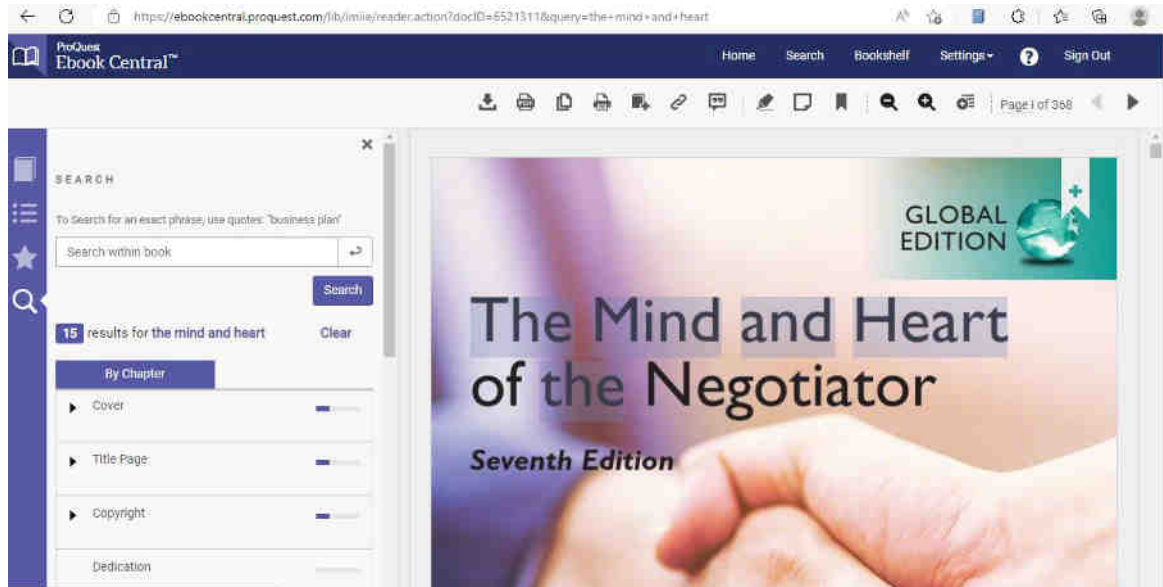 https://ebookcentral.proquest.com/lib/imiie/reader.action?docID=6521311&query=the+mind+and+heart
ProQuest
Ebook Central™
Home Search Bookshelf Settings Sign Out
Page i of 368
SEARCH
To Search for an exact phrase, use quotes: "business plan"
Search within book
Search
15 results for the mind and heart Clear
By Chapter
Cover
Title Page
Copyright
Dedication
GLOBAL
EDITION
The Mind and Heart
of the Negotiator
Seventh Edition